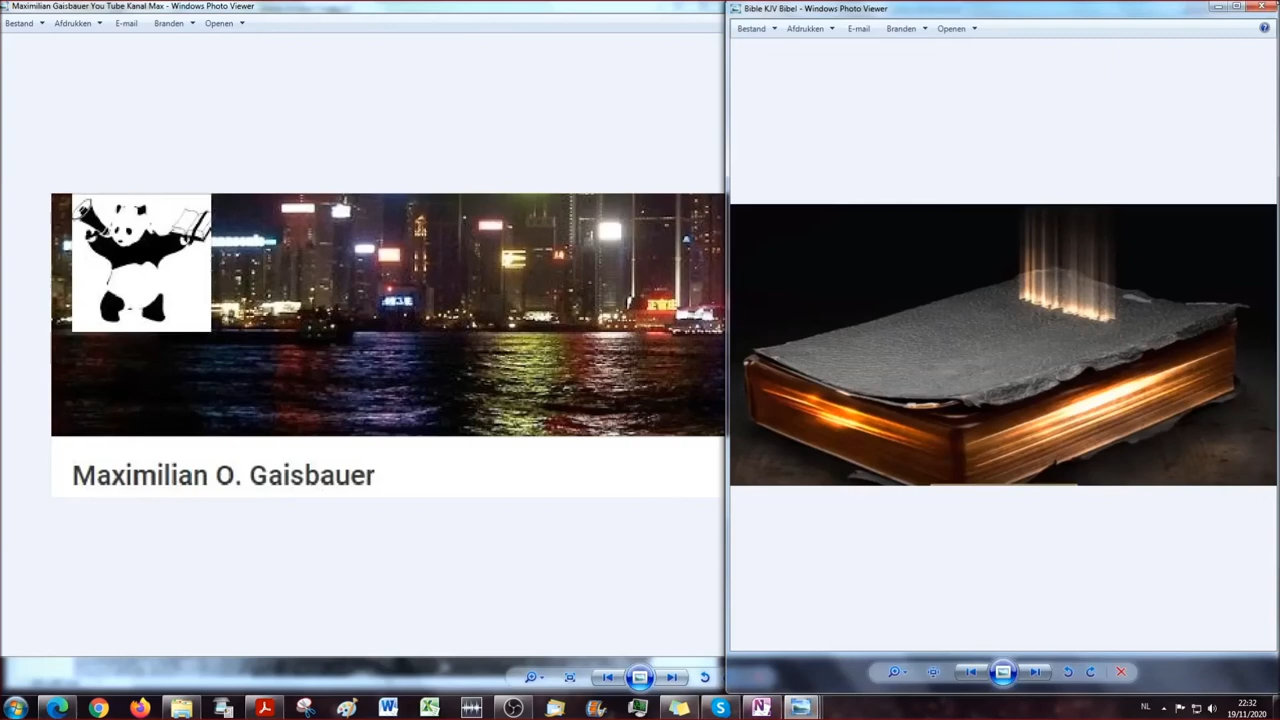 Maximilian Gaisbauer You Tube Kanal Max - Windows Photo Viewer
Bestand Afdrukken E-mail Branden Openen
Maximilian O. Gaisbauer
Bible KJV Bibel - Windows Photo Viewer
Bestand Afdrukken E-mail Branden Openen
NL
22:32
19/11/2020